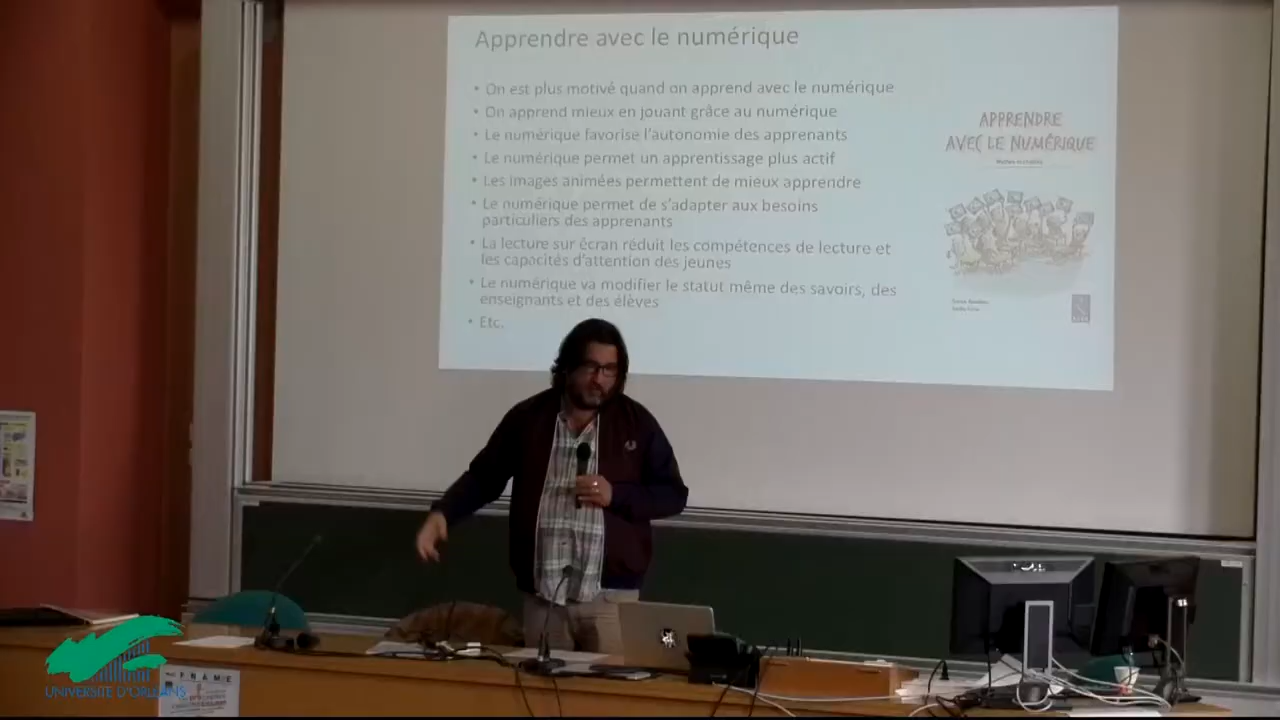 Apprendre avec le numérique
• On est plus motivé quand on apprend avec le numérique
• On apprend mieux en jouant grâce au numérique
• Le numérique favorise l'autonomie des apprenants
• Le numérique permet un apprentissage plus actif
• Les images animées permettent de mieux apprendre
• Le numérique permet de s'adapter aux besoins
particuliers des apprenants
• La lecture sur écran réduit les compétences de lecture et
les capacités d'attention des jeunes
• Le numérique va modifier le statut même des savoirs, des
enseignants et des élèves
• Etc.
APPRENDRE
AVEC LE NUMÉRIQUE
UNIVERSITÉ D'ORLÉANS
FNAME